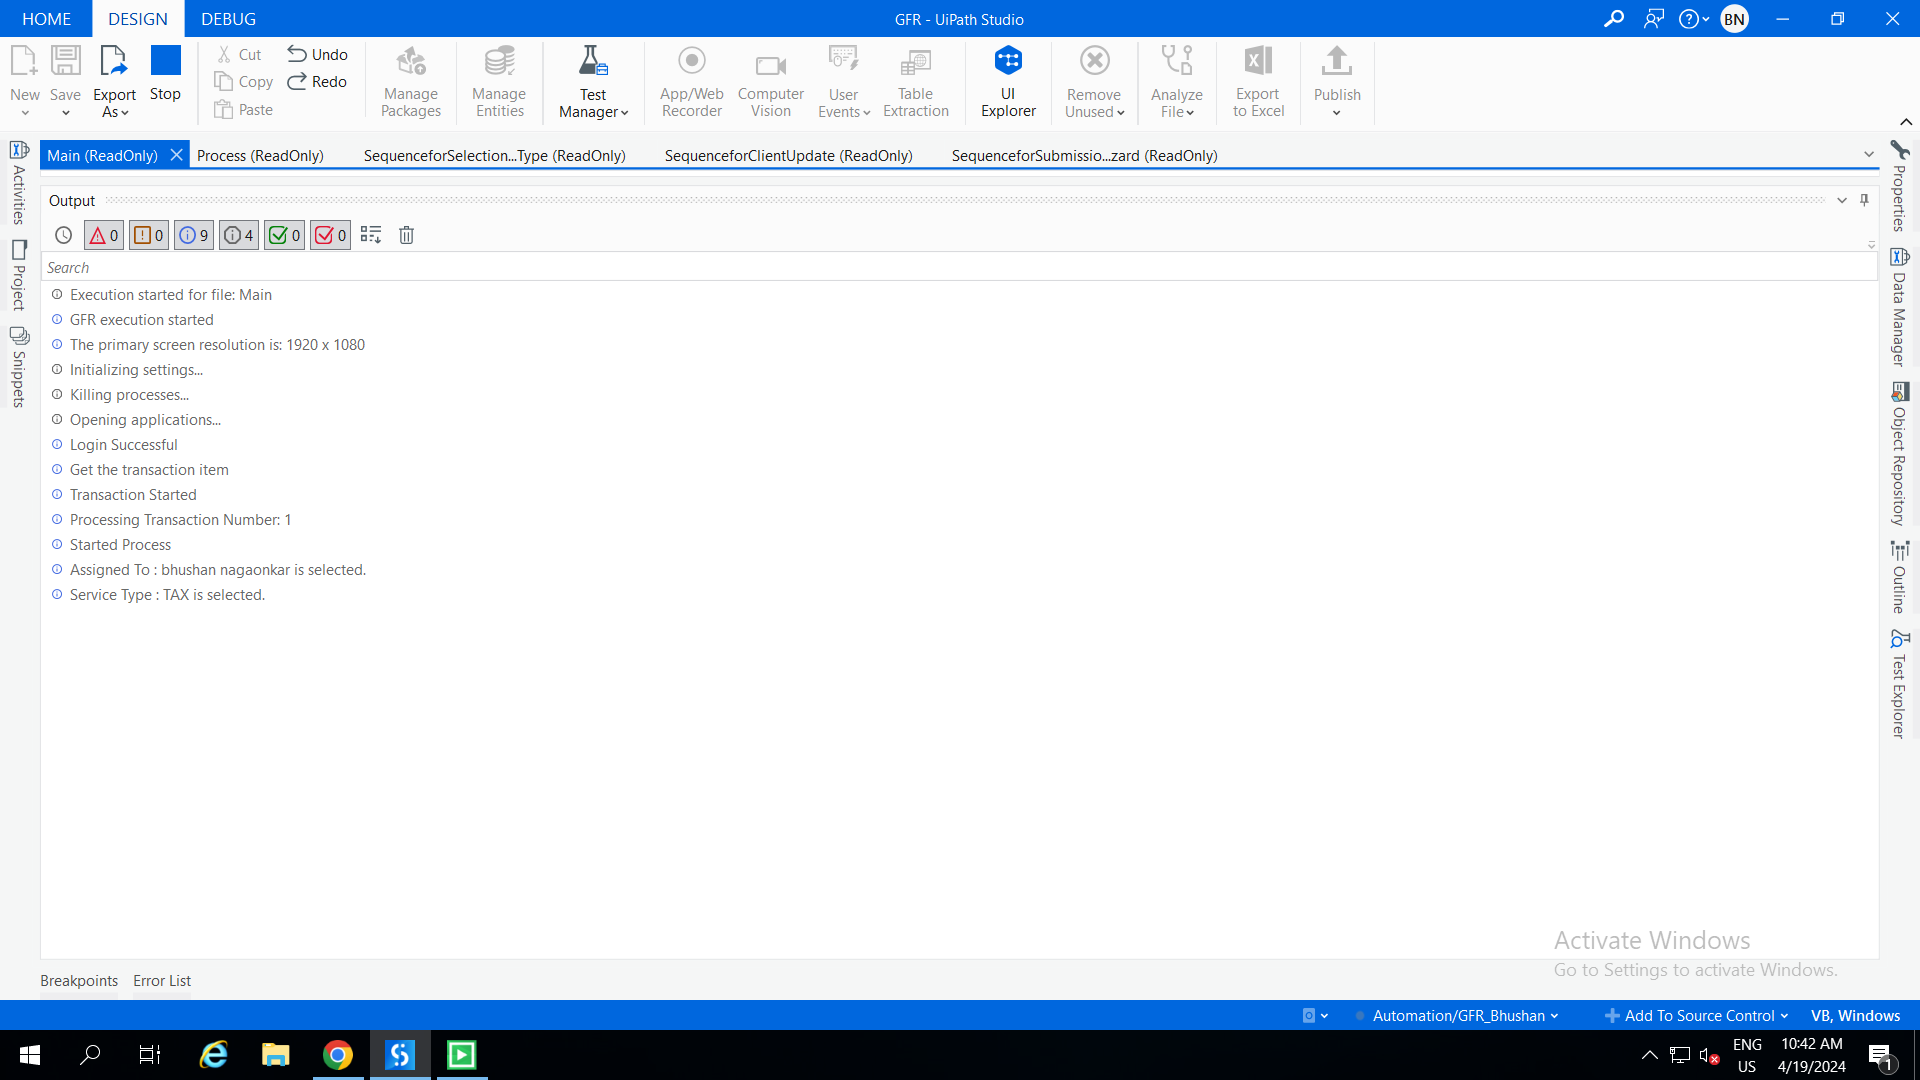 HOME DESIGN DEBUG GFR - UiPath Studio BN
New Save Export As Stop Cut Copy Paste Undo Redo Manage Packages Manage Entities Test Manager App/Web Recorder Computer Vision User Events Table Extraction UI Explorer Remove Unused Analyze File Export to Excel Publish
Main (ReadOnly) Process (ReadOnly) SequenceforSelection...Type (ReadOnly) SequenceforClientUpdate (ReadOnly) SequenceforSubmissio...zard (ReadOnly)
Activities
Project
Snippets
Output
0 0 9 4 0 0
Search
Execution started for file: Main
GFR execution started
The primary screen resolution is: 1920 x 1080
Initializing settings...
Killing processes...
Opening applications...
Login Successful
Get the transaction item
Transaction Started
Processing Transaction Number: 1
Started Process
Assigned To : bhushan nagaonkar is selected.
Service Type : TAX is selected.
Properties
Data Manager
Object Repository
Outline
Test Explorer
Activate Windows
Go to Settings to activate Windows.
Breakpoints Error List
Automation/GFR_Bhushan Add To Source Control VB, Windows
ENG 10:42 AM
US 4/19/2024 1